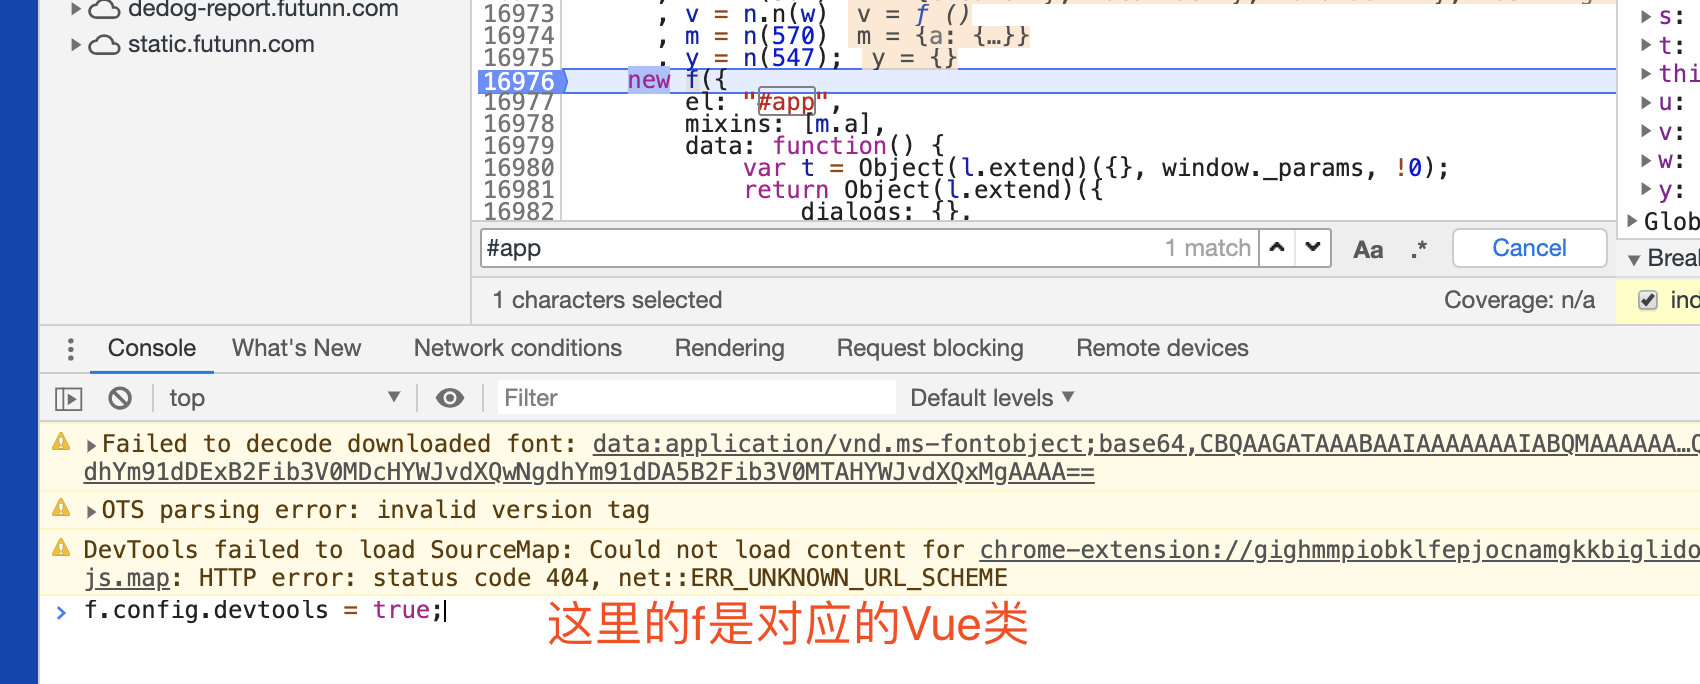 dedog-report.futunn.com
static.futunn.com
16973 , v = n.n(w) v = ƒ ()
16974 , m = n(570) m = {a: {…}}
16975 , y = n(547); y = {}
16976 new f({
16977 el: "#app",
16978 mixins: [m.a],
16979 data: function() {
16980 var t = Object(l.extend)({}, window._params, !0);
16981 return Object(l.extend)({
16982 dialogs: {},
s:
t:
thi
u:
v:
w:
y:
Glob
Break
#app 1 match Aa .* Cancel
1 characters selected Coverage: n/a
ind
Console What's New Network conditions Rendering Request blocking Remote devices
top Filter Default levels
Failed to decode downloaded font: data:application/vnd.ms-fontobject;base64,CBQAAGATAAABAAIAAAAAAAIABQMAAAAAA…Q
dhYm91dDExB2Fib3V0MDcHYWJvdXQwNgdhYm91dDA5B2Fib3V0MTAHYWJvdXQxMgAAAA==
OTS parsing error: invalid version tag
DevTools failed to load SourceMap: Could not load content for chrome-extension://gighmmpiobklfepjocnamgkkbiglido
js.map: HTTP error: status code 404, net::ERR_UNKNOWN_URL_SCHEME
> f.config.devtools = true;
这里的f是对应的Vue类